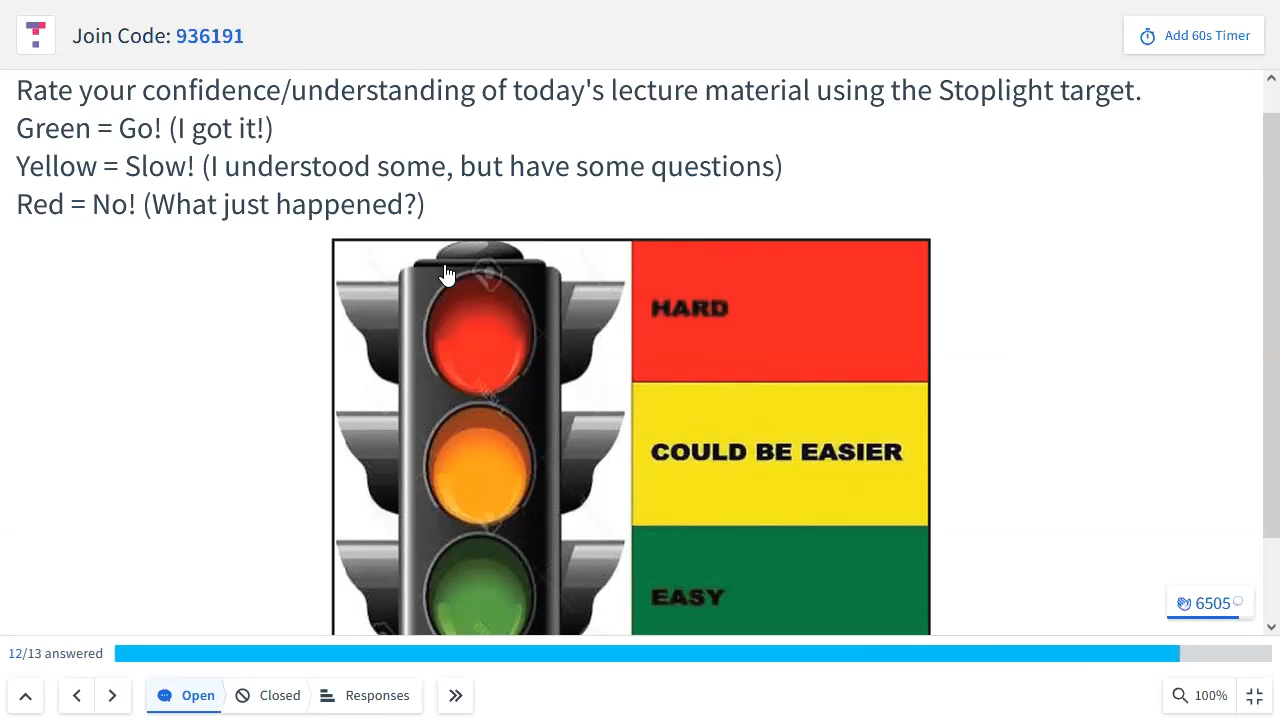 Join Code: 936191
Add 60s Timer
Rate your confidence/understanding of today's lecture material using the Stoplight target.
Green = Go! (I got it!)
Yellow = Slow! (I understood some, but have some questions)
Red = No! (What just happened?)
HARD
COULD BE EASIER
EASY
6505
12/13 answered
Open
Closed
Responses
100%